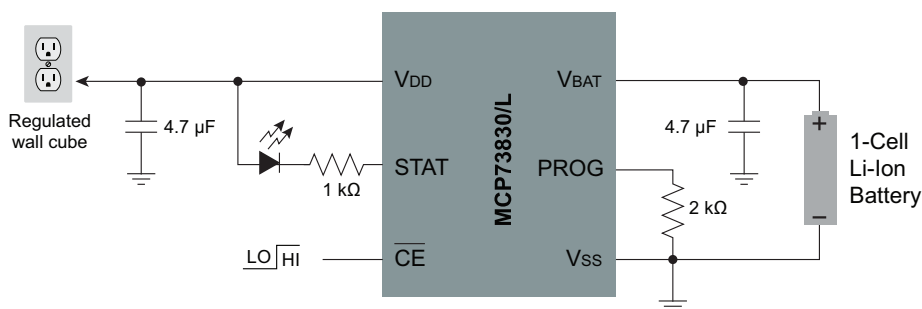 Regulated
wall cube
4.7 µF
1 kΩ
LO HI
VDD
STAT
CE
MCP73830/L
VBAT
PROG
VSS
4.7 µF
2 kΩ
+
−
1-Cell
Li-Ion
Battery